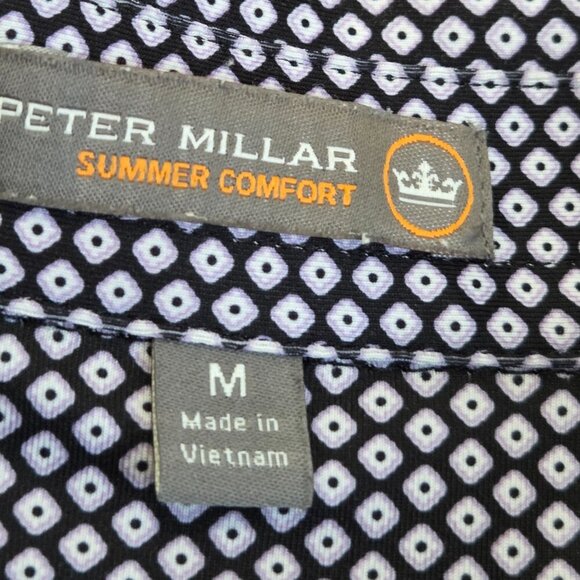 PETER MILLAR
SUMMER COMFORT
M
Made in
Vietnam